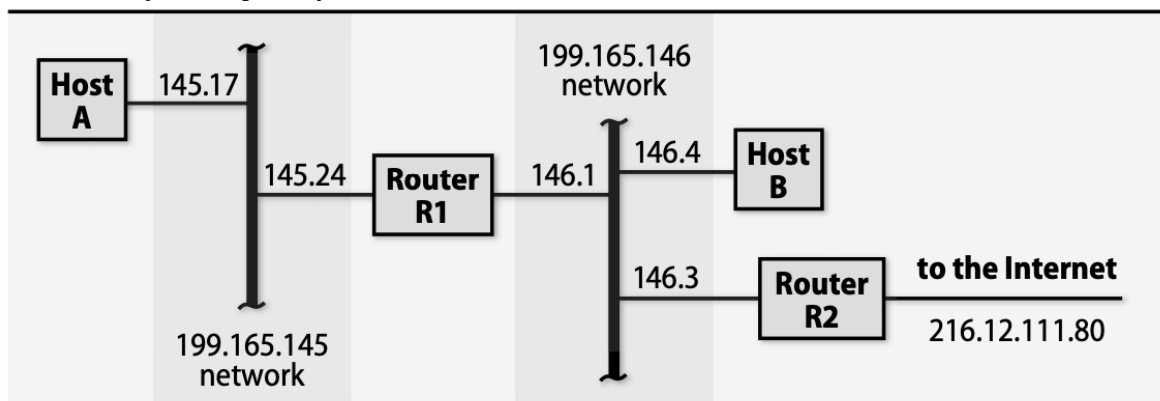 Host
A
145.17
145.24
199.165.145
network
Router
R1
146.1
199.165.146
network
146.4
Host
B
146.3
Router
R2
to the Internet
216.12.111.80